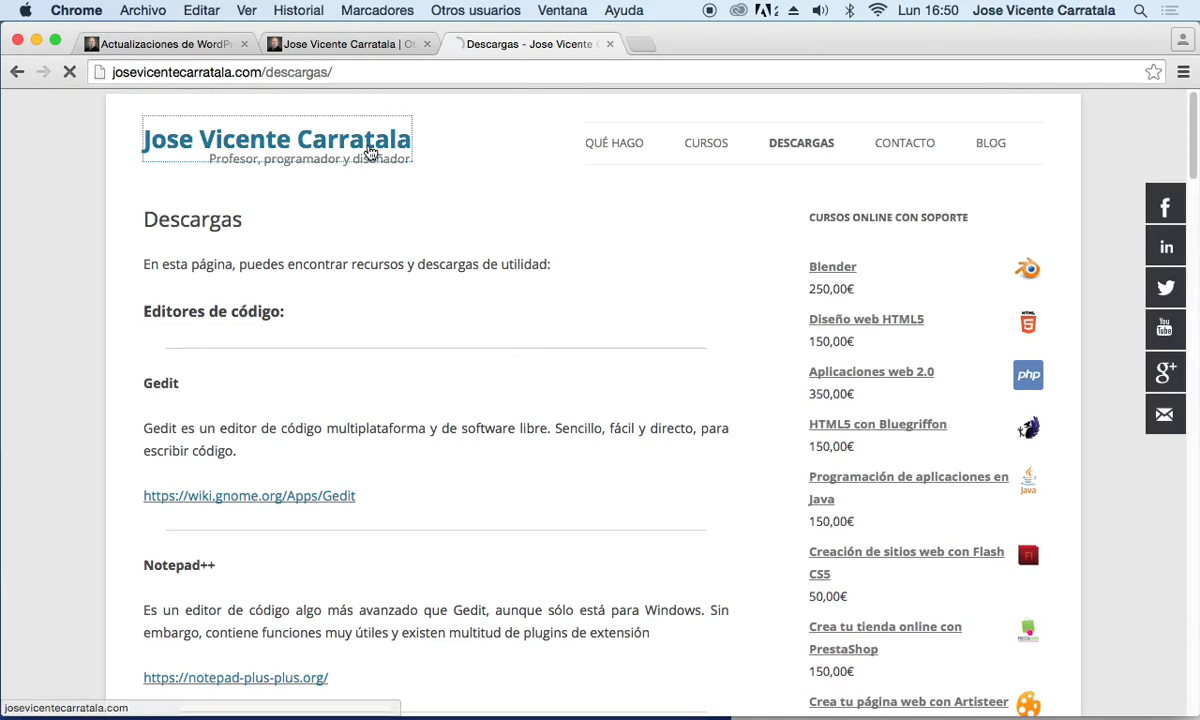 Chrome Archivo Editar Ver Historial Marcadores Otros usuarios Ventana Ayuda Lun 16:50 Jose Vicente Carratala
Actualizaciones de WordPr
Jose Vicente Carratala | Ot
Descargas - Jose Vicente C
josevicentecarratala.com/descargas/
Jose Vicente Carratala
Profesor, programador y diseñador
QUÉ HAGO CURSOS DESCARGAS CONTACTO BLOG
Descargas
En esta página, puedes encontrar recursos y descargas de utilidad:
Editores de código:
Gedit
Gedit es un editor de código multiplataforma y de software libre. Sencillo, fácil y directo, para
escribir código.
https://wiki.gnome.org/Apps/Gedit
Notepad++
Es un editor de código algo más avanzado que Gedit, aunque sólo está para Windows. Sin
embargo, contiene funciones muy útiles y existen multitud de plugins de extensión
https://notepad-plus-plus.org/
CURSOS ONLINE CON SOPORTE
Blender
250,00€
Diseño web HTML5
150,00€
Aplicaciones web 2.0
350,00€
HTML5 con Bluegriffon
150,00€
Programación de aplicaciones en
Java
150,00€
Creación de sitios web con Flash
CS5
50,00€
Crea tu tienda online con
PrestaShop
150,00€
Crea tu página web con Artisteer
HTML
5
php
Java
Fl
You
Tube
josevicentecarratala.com